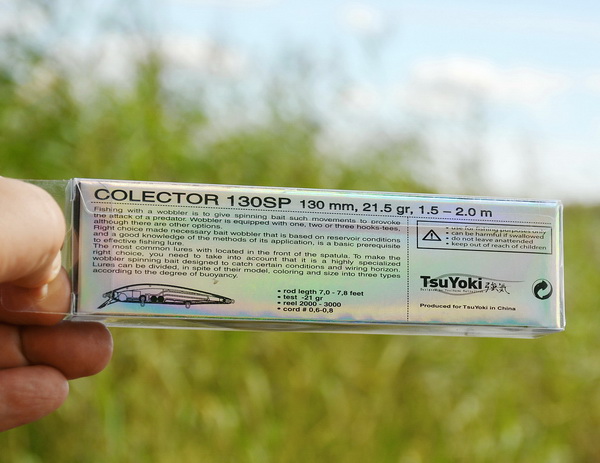 COLECTOR 130SP 130 mm, 21.5 gr, 1.5 – 2.0 m
Fishing with a wobbler is to give spinning bait such movements to provoke
the attack of a predator. Wobbler is equipped with one, two or three hooks-tees,
although there are other options.
Right choice made necessary bait wobbler that is based on reservoir conditions
and a good knowledge of the methods of its application, is a basic prerequisite
to effective fishing lure.
The most common lures with located in the front of the spatula. To make the
right choice, you need to take into account that it is a highly specialized
wobbler spinning bait designed to catch certain conditions and wiring horizon.
Lures can be divided, in spite of their model, coloring and size into three types
according to the degree of buoyancy.
• rod legth 7,0 - 7,8 feet
• test -21 gr
• reel 2000 - 3000
• cord # 0,6-0,8
• use for fishing purposes only
• can be harmful if swallowed
• do not leave anattended
• keep out of reach of children
TsuYoki 強気
Produced for TsuYoki in China